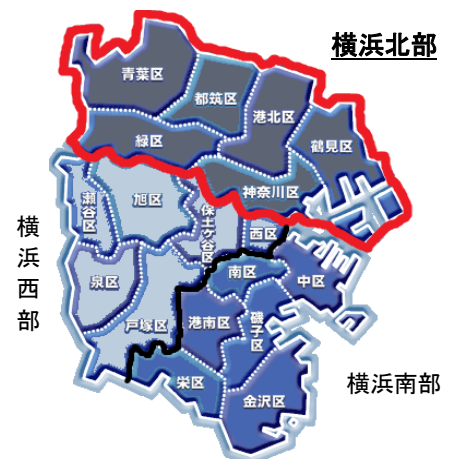 横浜北部
青葉区
都筑区
港北区
鶴見区
緑区
神奈川区
瀬谷区
旭区
保土ヶ谷区
西区
横浜西部
泉区
戸塚区
南区
中区
港南区
磯子区
栄区
金沢区
横浜南部